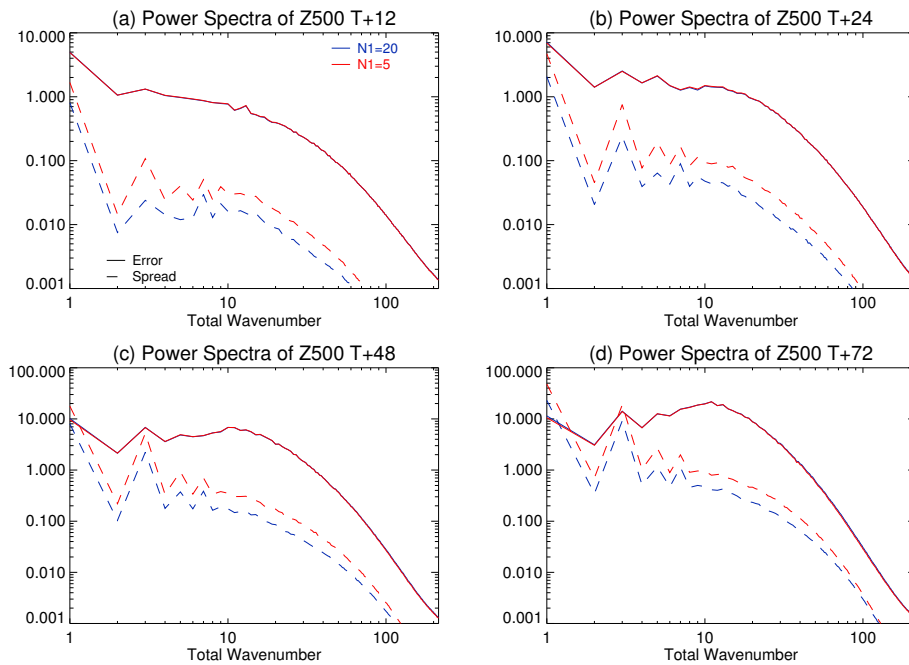 (a) Power Spectra of Z500 T+12
10.000
1.000
0.100
0.010
0.001
N1=20
N1=5
Error
Spread
1
10
100
Total Wavenumber
(b) Power Spectra of Z500 T+24
10.000
1.000
0.100
0.010
0.001
1
10
100
Total Wavenumber
(c) Power Spectra of Z500 T+48
100.000
10.000
1.000
0.100
0.010
0.001
1
10
100
Total Wavenumber
(d) Power Spectra of Z500 T+72
100.000
10.000
1.000
0.100
0.010
0.001
1
10
100
Total Wavenumber